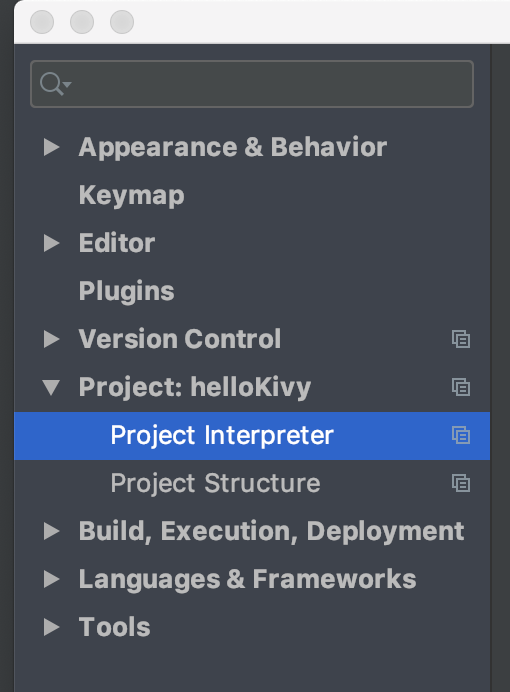 Appearance & Behavior
Keymap
Editor
Plugins
Version Control
Project: helloKivy
Project Interpreter
Project Structure
Build, Execution, Deployment
Languages & Frameworks
Tools